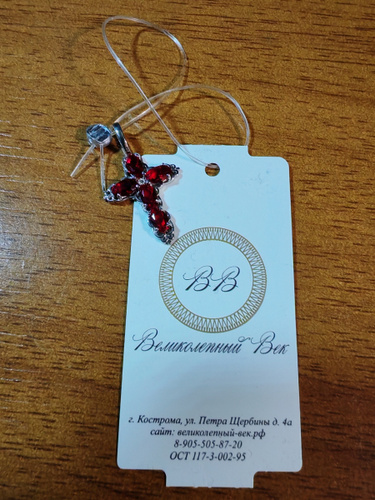 ВВ
Великолепный Век
г. Кострома, ул. Петра Щербины д. 4а
сайт: великолепный-век.рф
8-905-505-87-20
ОСТ 117-3-002-95